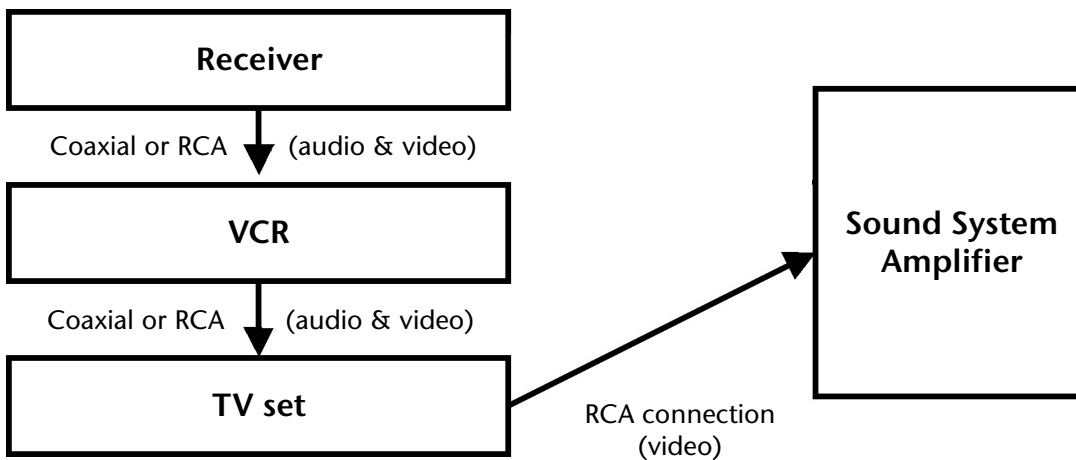 Receiver
Coaxial or RCA (audio & video)
VCR
Coaxial or RCA (audio & video)
TV set
RCA connection
(video)
Sound System
Amplifier